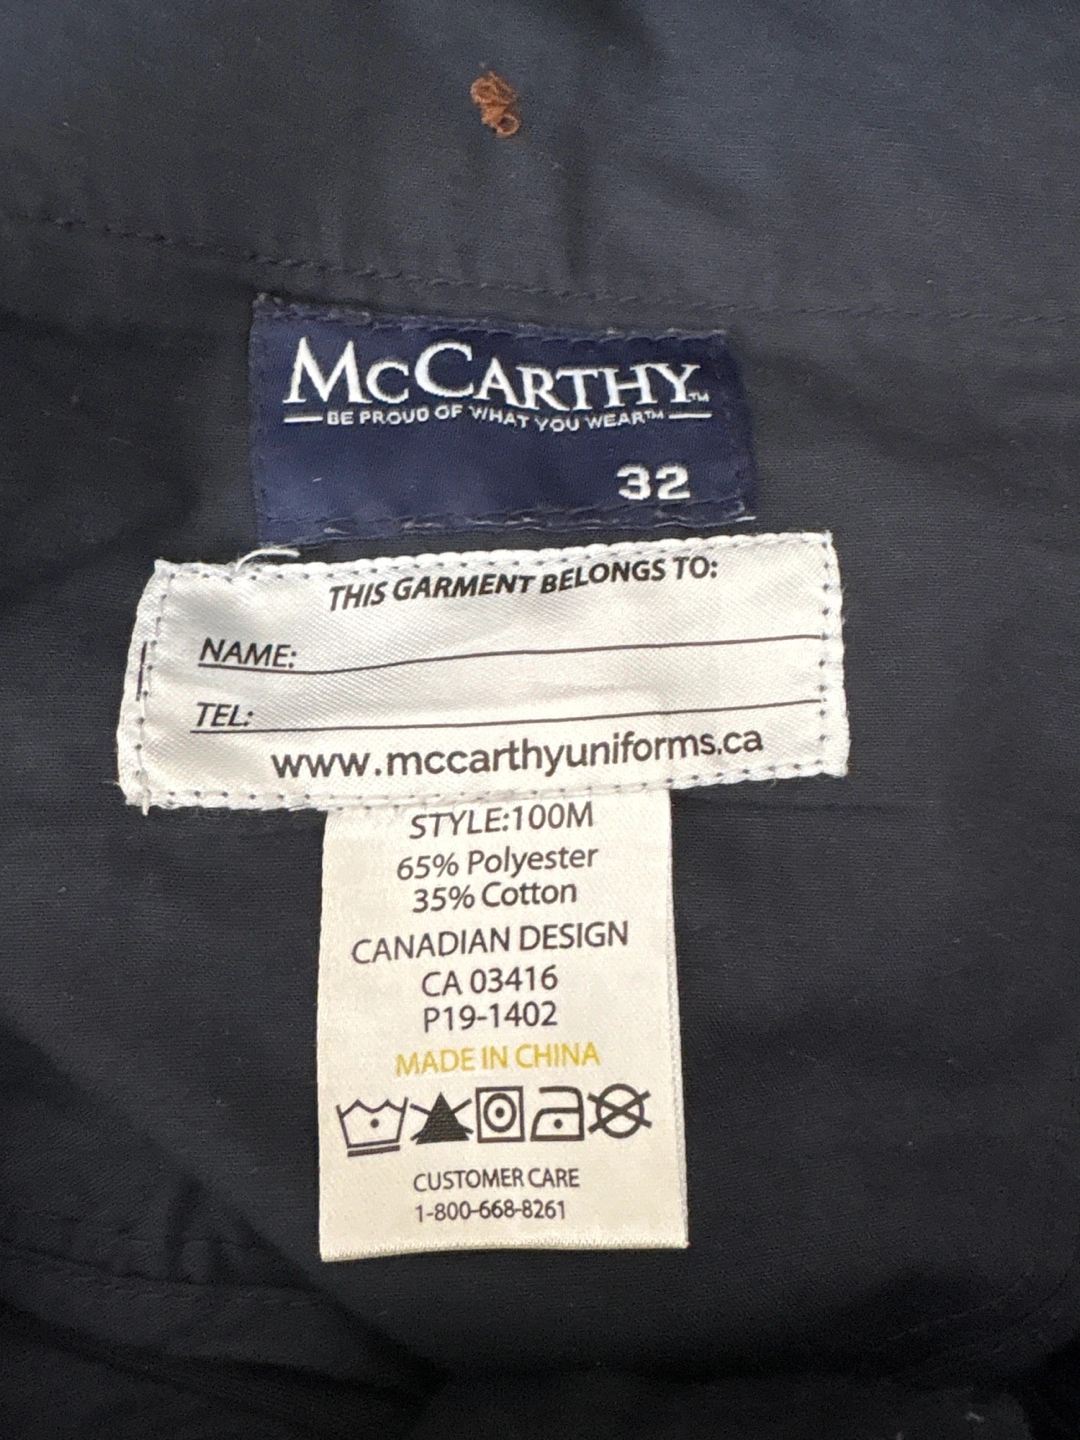 McCARTHY™
BE PROUD OF WHAT YOU WEAR™
32
THIS GARMENT BELONGS TO:
NAME:
TEL:
www.mccarthyuniforms.ca
STYLE:100M
65% Polyester
35% Cotton
CANADIAN DESIGN
CA 03416
P19-1402
MADE IN CHINA
CUSTOMER CARE
1-800-668-8261